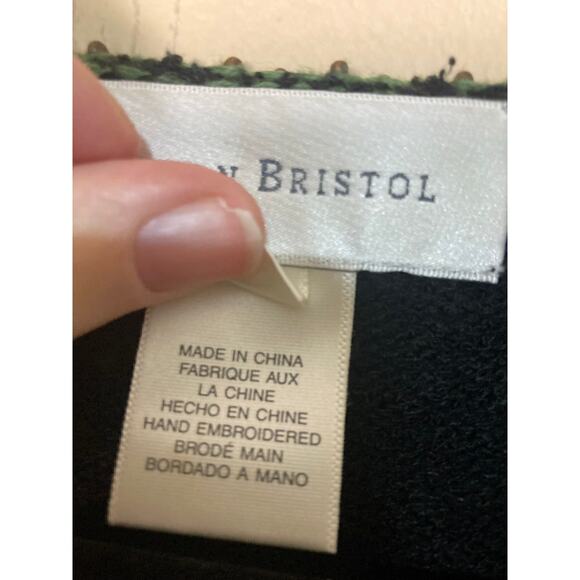 N BRISTOL
MADE IN CHINA
FABRIQUE AUX
LA CHINE
HECHO EN CHINE
HAND EMBROIDERED
BRODÉ MAIN
BORDADO A MANO